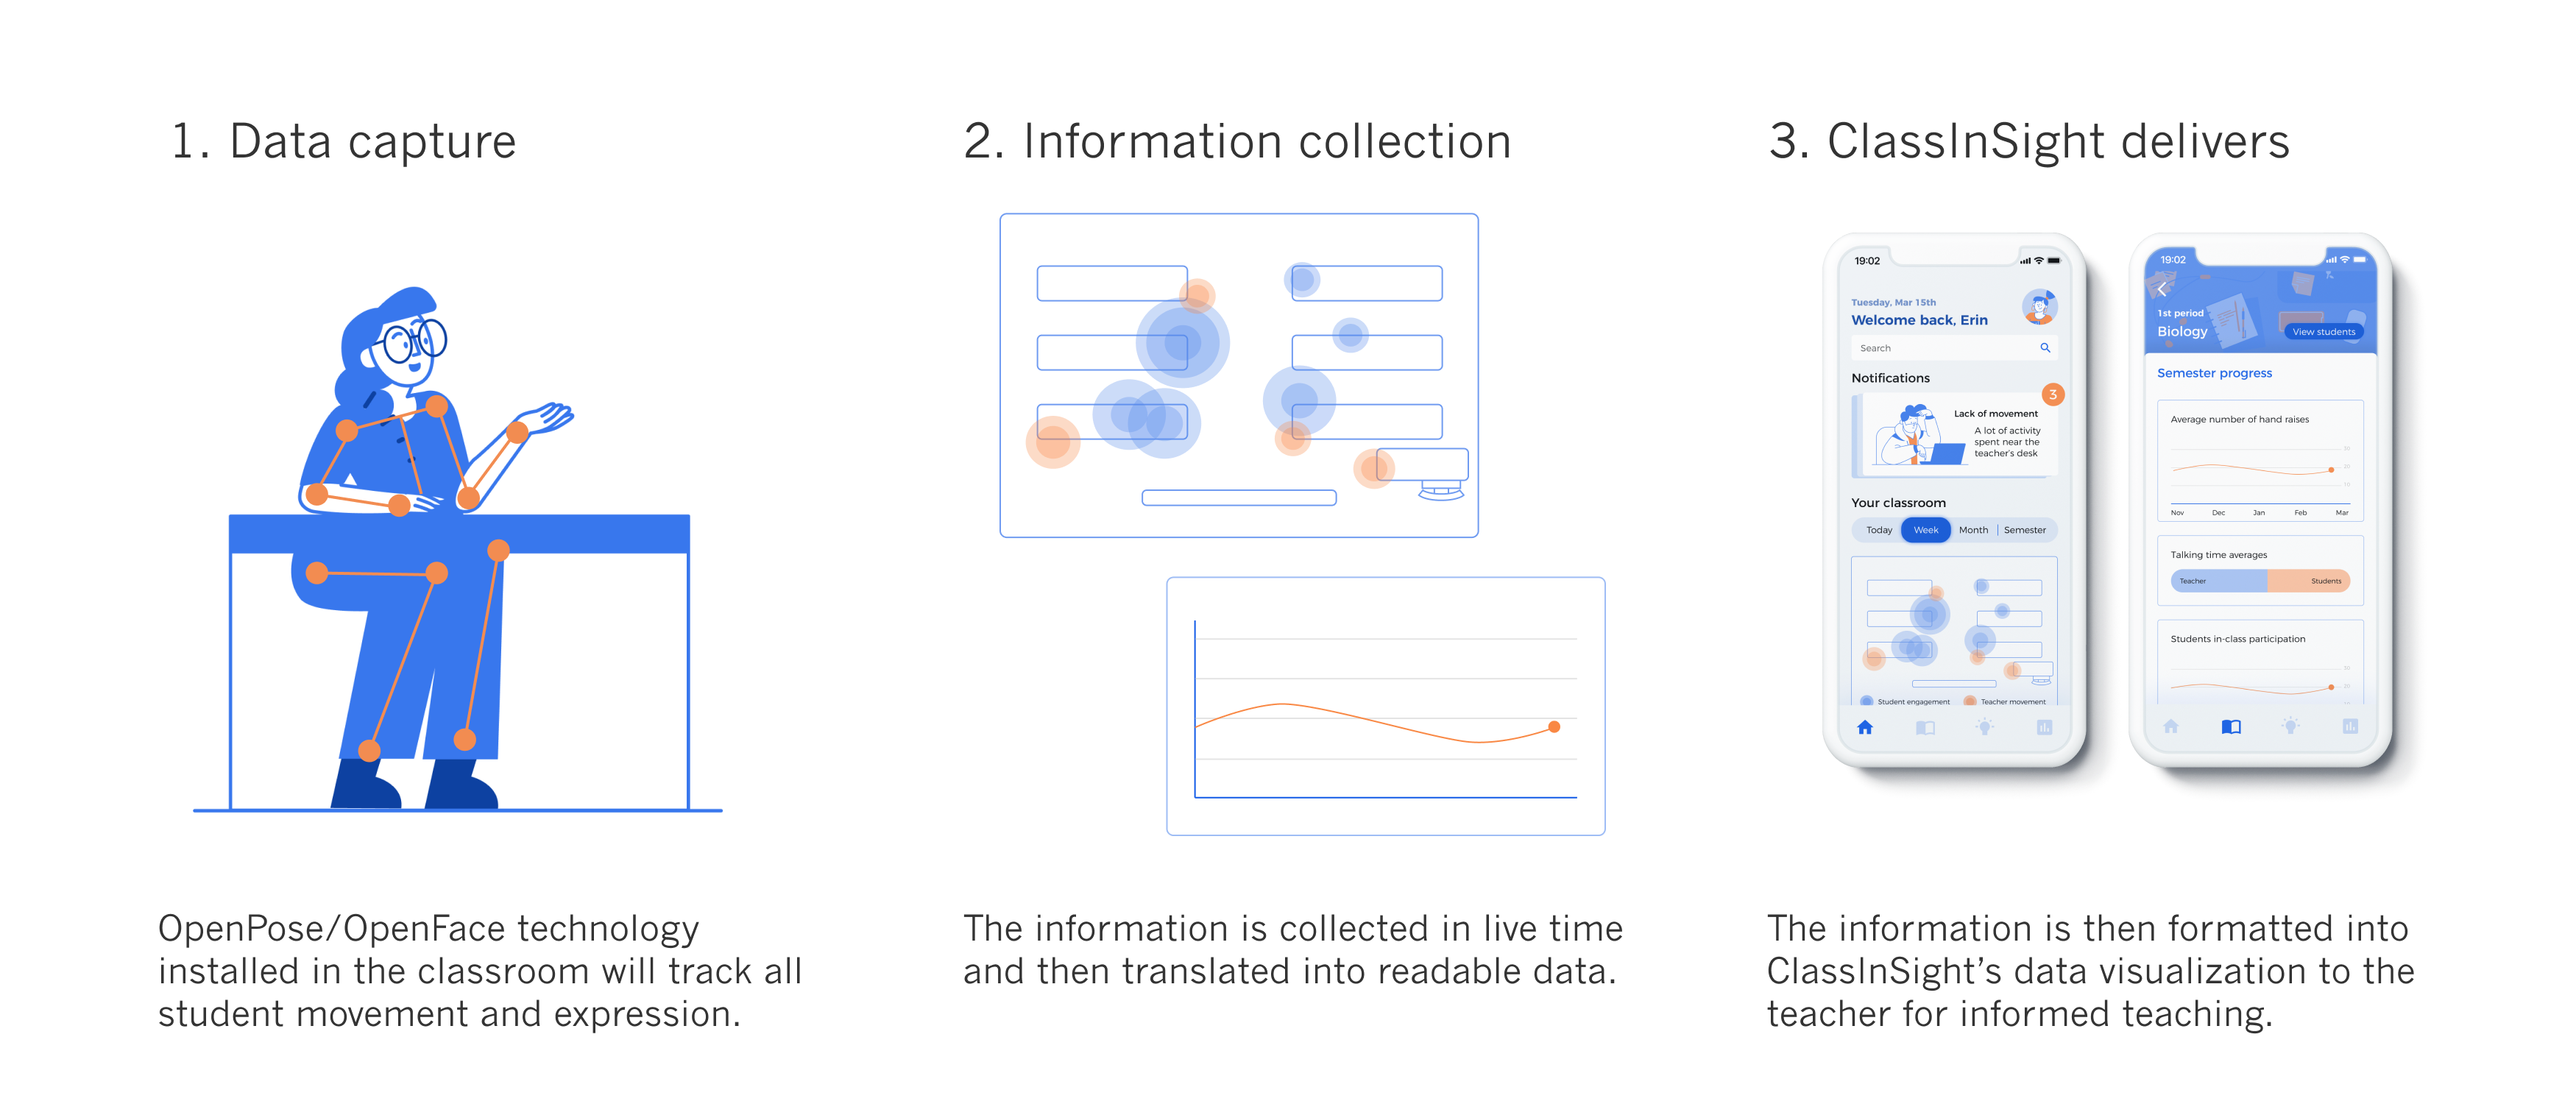 1. Data capture
OpenPose/OpenFace technology
installed in the classroom will track all
student movement and expression.
2. Information collection
The information is collected in live time
and then translated into readable data.
3. ClassInSight delivers
19:02
Tuesday, Mar 15th
Welcome back, Erin
Search
Notifications
3
Lack of movement
A lot of activity
spent near the
teacher's desk
Your classroom
Today Week Month Semester
Student engagement Teacher movement
19:02
1st period
Biology
View students
Semester progress
Average number of hand raises
30
20
10
Nov Dec Jan Feb Mar
Talking time averages
Teacher Students
Students in-class participation
20
The information is then formatted into
ClassInSight’s data visualization to the
teacher for informed teaching.